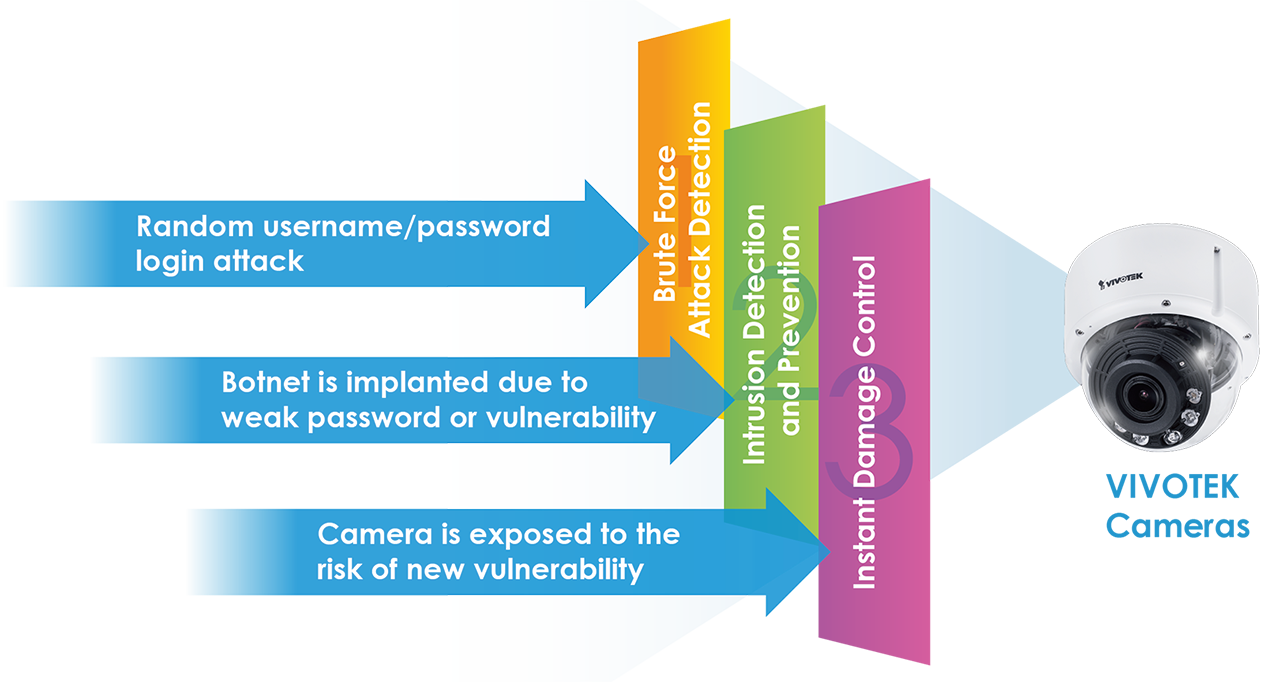 Random username/password
login attack
Brute Force
Attack Detection
1
Botnet is implanted due to
weak password or vulnerability
Intrusion Detection
and Prevention
2
Camera is exposed to the
risk of new vulnerability
Instant Damage Control
3
VIVOTEK
VIVOTEK
Cameras